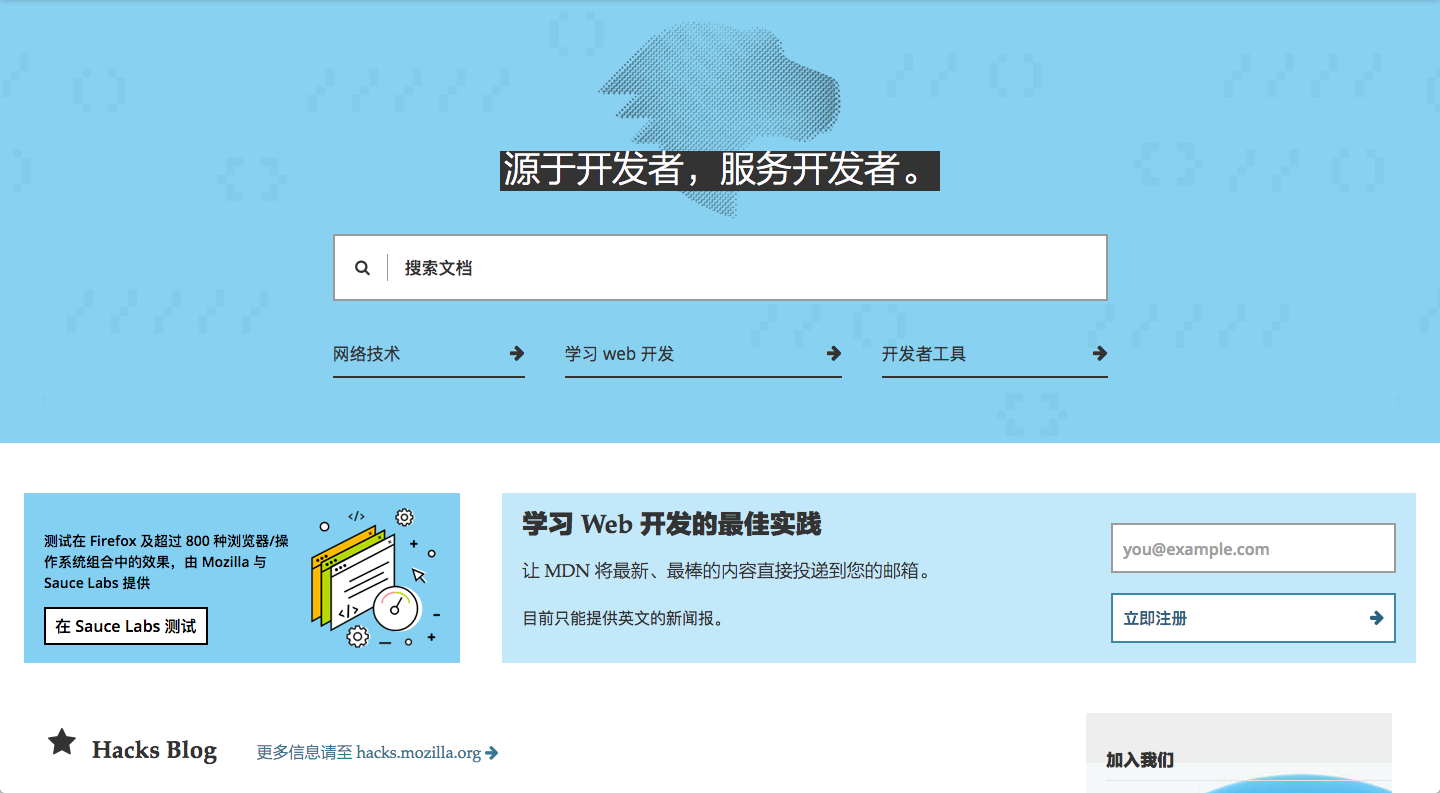 源于开发者，服务开发者。
搜索文档
网络技术
学习 web 开发
开发者工具
测试在 Firefox 及超过 800 种浏览器/操
作系统组合中的效果，由 Mozilla 与
Sauce Labs 提供
在 Sauce Labs 测试
学习 Web 开发的最佳实践
让 MDN 将最新、最棒的内容直接投递到您的邮箱。
目前只能提供英文的新闻报。
you@example.com
立即注册
Hacks Blog
更多信息请至 hacks.mozilla.org
加入我们